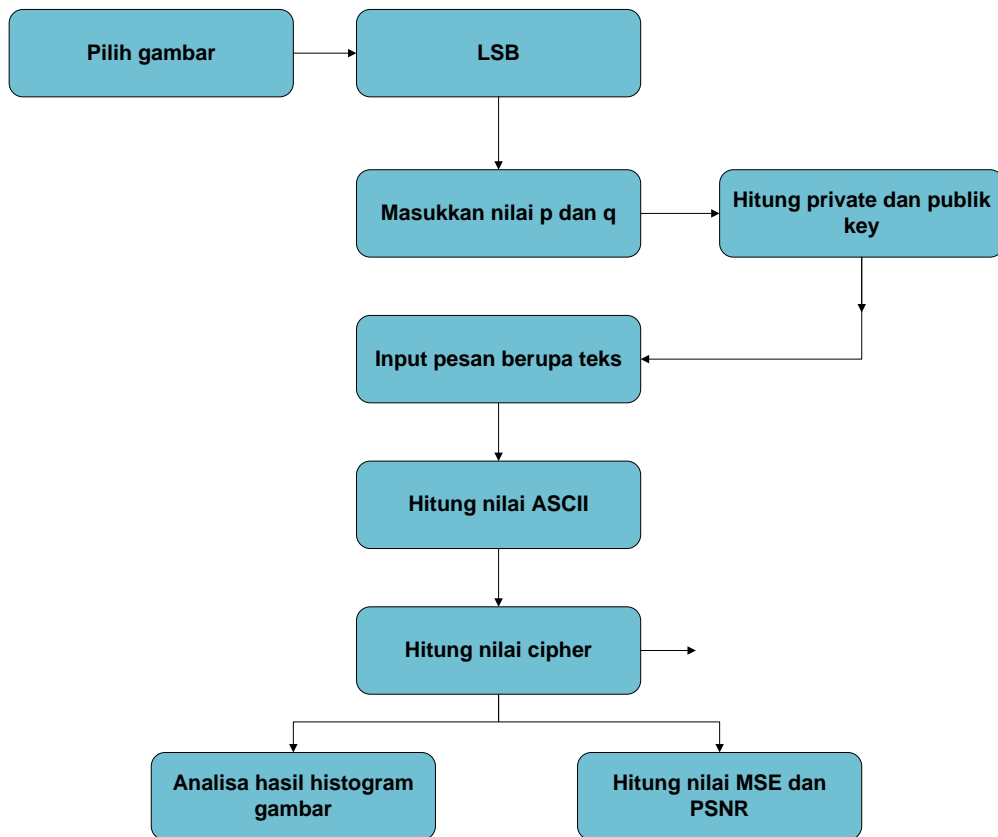 Pilih gambar
LSB
Masukkan nilai p dan q
Hitung private dan publik
key
Input pesan berupa teks
Hitung nilai ASCII
Hitung nilai cipher
Analisa hasil histogram
gambar
Hitung nilai MSE dan
PSNR